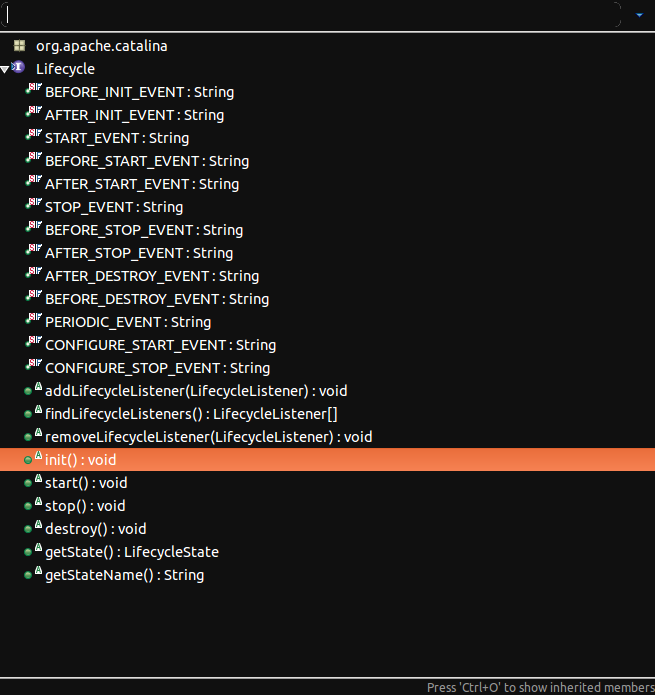 org.apache.catalina
Lifecycle
BEFORE_INIT_EVENT : String
AFTER_INIT_EVENT : String
START_EVENT : String
BEFORE_START_EVENT : String
AFTER_START_EVENT : String
STOP_EVENT : String
BEFORE_STOP_EVENT : String
AFTER_STOP_EVENT : String
AFTER_DESTROY_EVENT : String
BEFORE_DESTROY_EVENT : String
PERIODIC_EVENT : String
CONFIGURE_START_EVENT : String
CONFIGURE_STOP_EVENT : String
addLifecycleListener(LifecycleListener) : void
findLifecycleListeners() : LifecycleListener[]
removeLifecycleListener(LifecycleListener) : void
init() : void
start() : void
stop() : void
destroy() : void
getState() : LifecycleState
getStateName() : String
Press 'Ctrl+O' to show inherited members